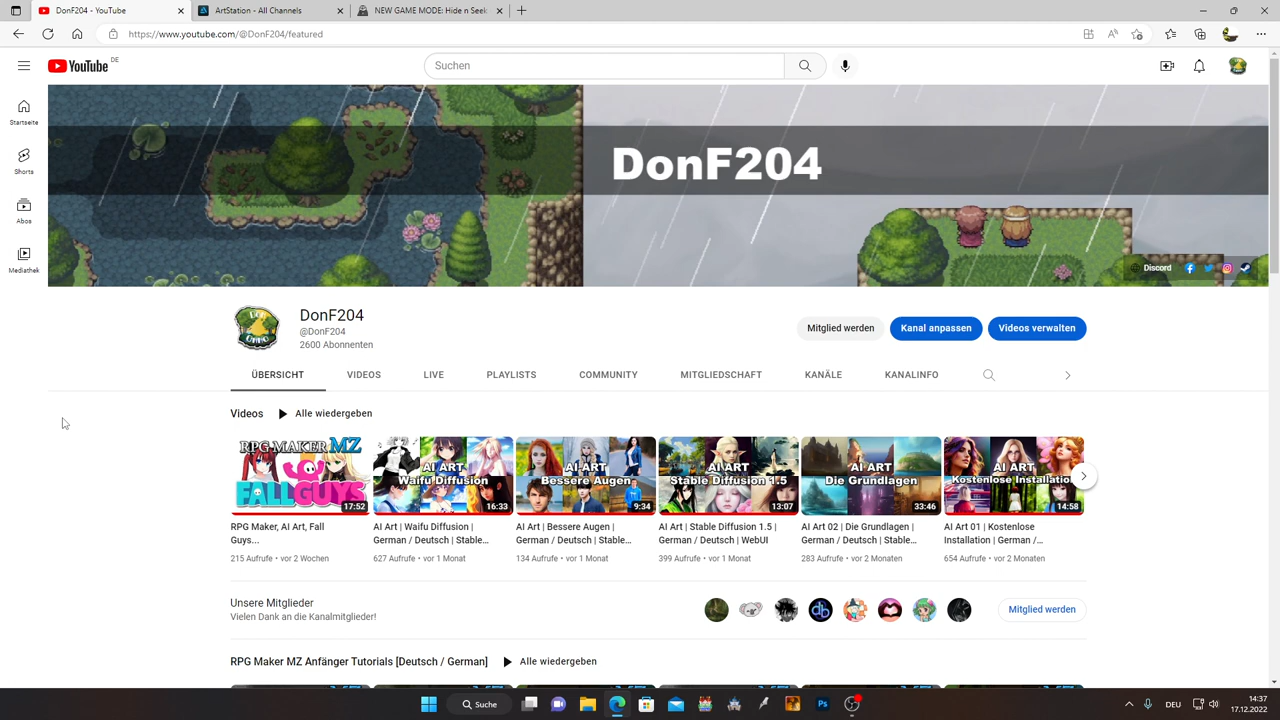 DonF204 - YouTube
ArtStation - All Channels
NEW GAME MODE: Hide n Seek
https://www.youtube.com/@DonF204/featured
YouTube DE
Suchen
Startseite
Shorts
Abos
Mediathek
DonF204
Discord
DonF204
@DonF204
2600 Abonnenten
Mitglied werden
Kanal anpassen
Videos verwalten
ÜBERSICHT
VIDEOS
LIVE
PLAYLISTS
COMMUNITY
MITGLIEDSCHAFT
KANÄLE
KANALINFO
Videos
Alle wiedergeben
RPG MAKER MZ
FALL GUYS
17:52
AI ART
Waifu Diffusion
16:33
AI ART
Bessere Augen
9:34
AI ART
Stable Diffusion 1.5
13:07
AI ART
Die Grundlagen
33:46
AI ART
Kostenlose Installation
14:58
RPG Maker, AI Art, Fall
Guys...
215 Aufrufe • vor 2 Wochen
AI Art | Waifu Diffusion |
German / Deutsch | Stable...
627 Aufrufe • vor 1 Monat
AI Art | Bessere Augen |
German / Deutsch | Stable...
134 Aufrufe • vor 1 Monat
AI Art | Stable Diffusion 1.5 |
German / Deutsch | WebUI
399 Aufrufe • vor 1 Monat
AI Art 02 | Die Grundlagen |
German / Deutsch | Stable...
283 Aufrufe • vor 2 Monaten
AI Art 01 | Kostenlose
Installation | German /...
654 Aufrufe • vor 2 Monaten
Unsere Mitglieder
Vielen Dank an die Kanalmitglieder!
db
Mitglied werden
RPG Maker MZ Anfänger Tutorials [Deutsch / German]
Alle wiedergeben
Suche
Ps
DEU
14:37
17.12.2022